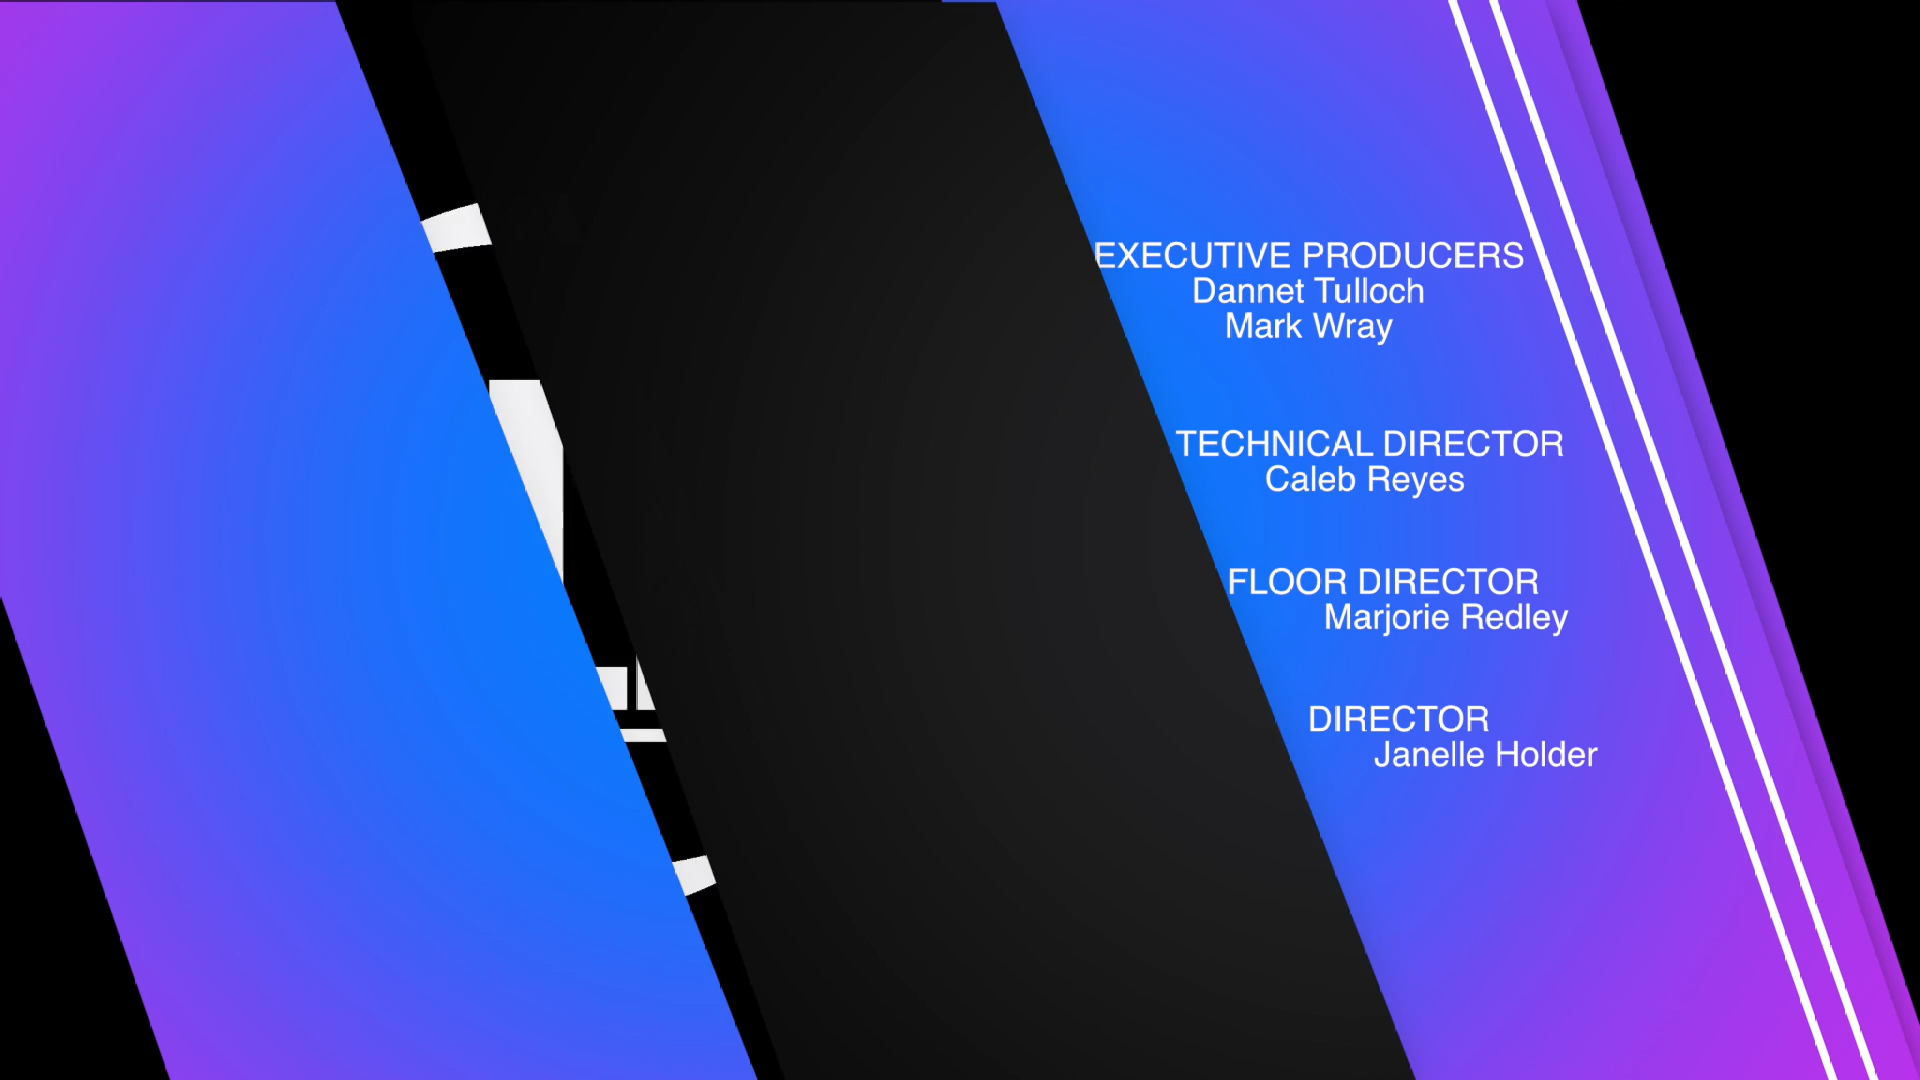 EXECUTIVE PRODUCERS
Dannet Tulloch
Mark Wray
TECHNICAL DIRECTOR
Caleb Reyes
FLOOR DIRECTOR
Marjorie Redley
DIRECTOR
Janelle Holder